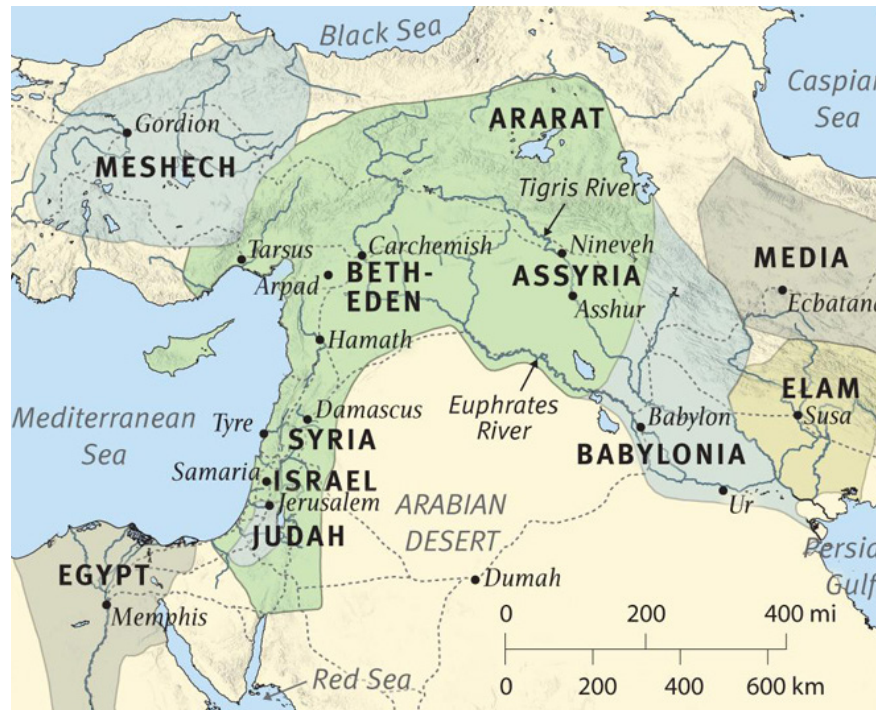 Black Sea
Caspian
Sea
Gordion
MESHECH
ARARAT
Tigris River
Tarsus
Carchemish
Nineveh
Arpad
BETH-
EDEN
ASSYRIA
Asshur
MEDIA
Ecbatana
Hamath
Mediterranean
Sea
Euphrates
River
ELAM
Susa
Tyre
Damascus
SYRIA
Babylon
BABYLONIA
Samaria
ISRAEL
Jerusalem
JUDAH
Ur
ARABIAN
DESERT
Persia
Gulf
EGYPT
Memphis
Dumah
Red Sea
0 200 400 mi
0 200 400 600 km